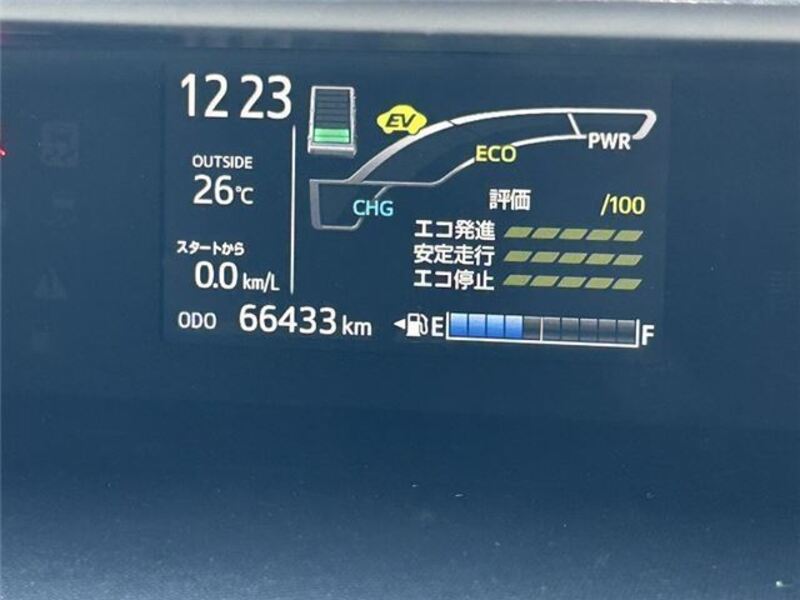 12 23
EV
PWR
ECO
OUTSIDE
26℃
CHG
評価 /100
エコ発進
スタートから
安定走行
0.0 km/L
エコ停止
ODO 66433 km
E F